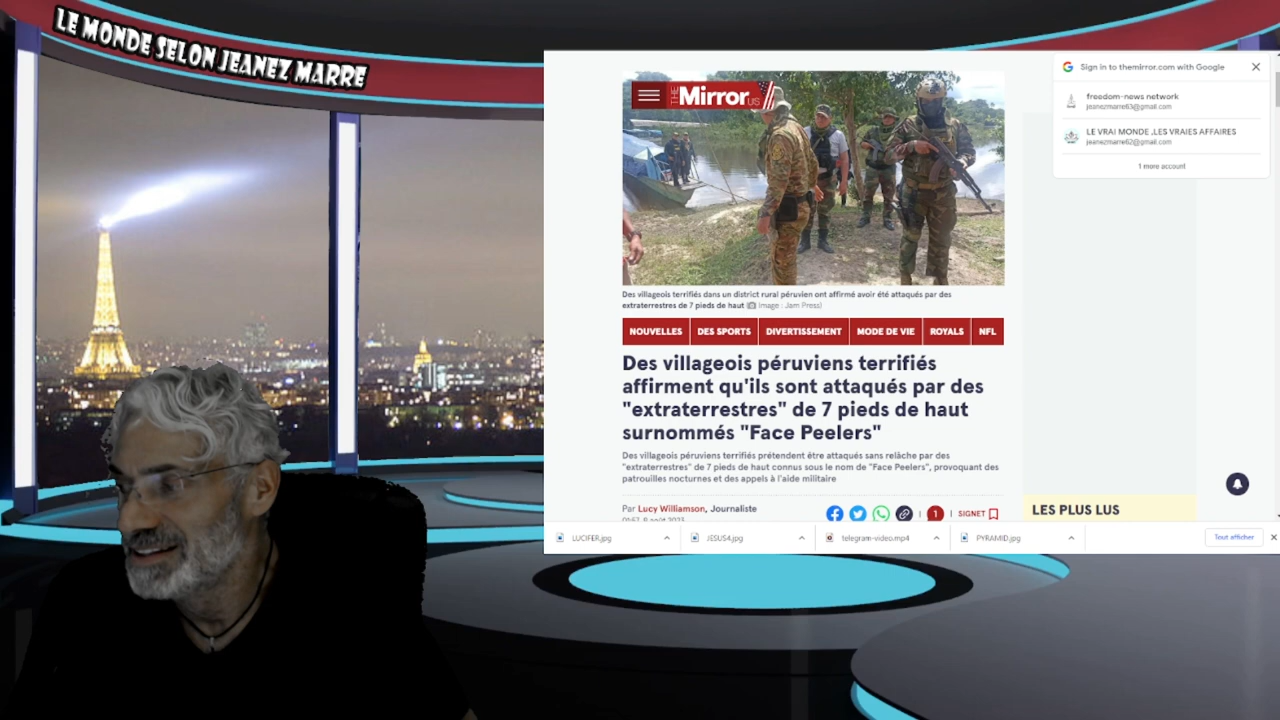 LE MONDE SELON JEANEZ MARRE
THE Mirror US
Sign in to themirror.com with Google
freedom-news network
jeanezmarre63@gmail.com
LE VRAI MONDE ,LES VRAIES AFFAIRES
jeanezmarre62@gmail.com
1 more account
Des villageois terrifiés dans un district rural péruvien ont affirmé avoir été attaqués par des
extraterrestres de 7 pieds de haut (Image : Jam Press)
NOUVELLES DES SPORTS DIVERTISSEMENT MODE DE VIE ROYALS NFL
Des villageois péruviens terrifiés
affirment qu'ils sont attaqués par des
"extraterrestres" de 7 pieds de haut
surnommés "Face Peelers"
Des villageois péruviens terrifiés prétendent être attaqués sans relâche par des
"extraterrestres" de 7 pieds de haut connus sous le nom de "Face Peelers", provoquant des
patrouilles nocturnes et des appels à l'aide militaire
Par Lucy Williamson, Journaliste
1 | SIGNET
LES PLUS LUS
LUCIFER.jpg JESUS4.jpg telegram-video.mp4 PYRAMID.jpg Tout afficher